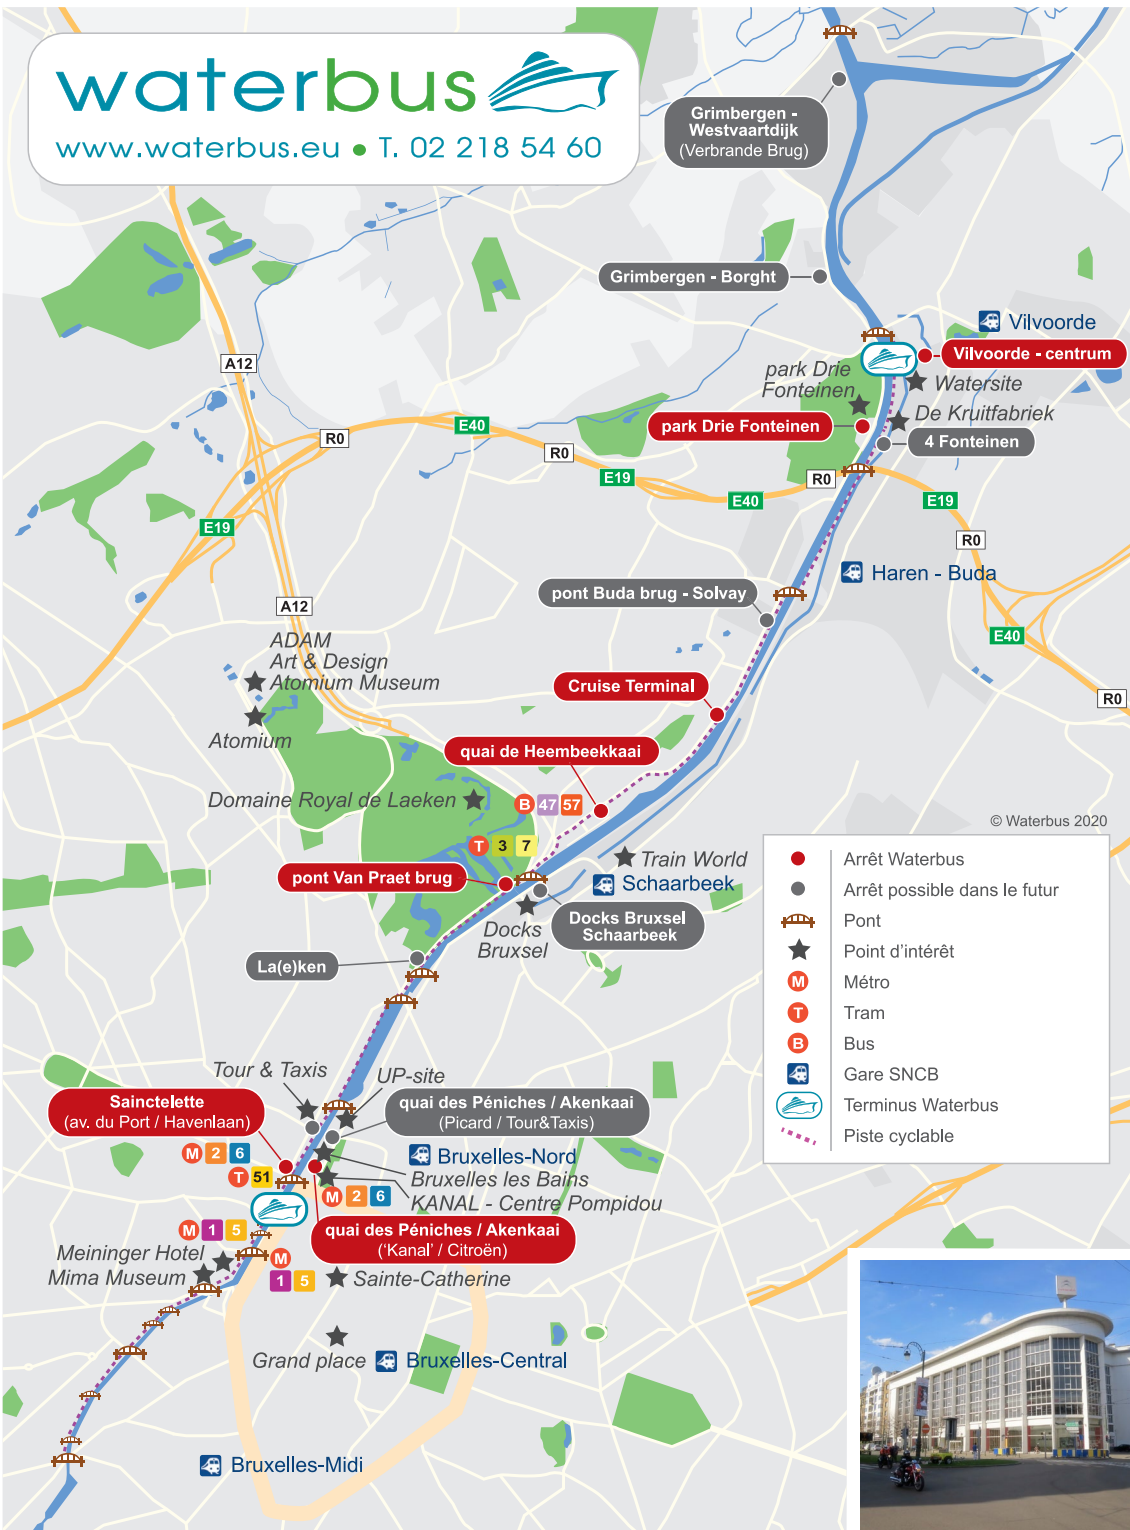 waterbus
www.waterbus.eu • T. 02 218 54 60
Grimbergen -
Westvaartdijk
(Verbrande Brug)
Grimbergen - Borght
Vilvoorde
Vilvoorde - centrum
park Drie
Fonteinen
Watersite
De Kruitfabriek
park Drie Fonteinen
4 Fonteinen
A12
R0
E40
R0
E19
E40
R0
E19
E19
R0
Haren - Buda
pont Buda brug - Solvay
A12
E40
ADAM
Art & Design
Atomium Museum
Cruise Terminal
R0
Atomium
quai de Heembeekkaai
Domaine Royal de Laeken
B 47 57
© Waterbus 2020
T 3 7
Train World
pont Van Praet brug
Schaarbeek
Docks
Bruxsel
Docks Bruxsel
Schaarbeek
La(e)ken
Arrêt Waterbus
Arrêt possible dans le futur
Pont
Point d'intérêt
M Métro
T Tram
B Bus
Gare SNCB
Terminus Waterbus
Piste cyclable
Tour & Taxis
UP-site
Sainctelette
(av. du Port / Havenlaan)
quai des Péniches / Akenkaai
(Picard / Tour&Taxis)
M 2 6
Bruxelles-Nord
T 51
Bruxelles les Bains
M 2 6
KANAL - Centre Pompidou
M 1 5
quai des Péniches / Akenkaai
('Kanal' / Citroën)
Meininger Hotel
M
1 5
Mima Museum
Sainte-Catherine
Grand place
Bruxelles-Central
Bruxelles-Midi